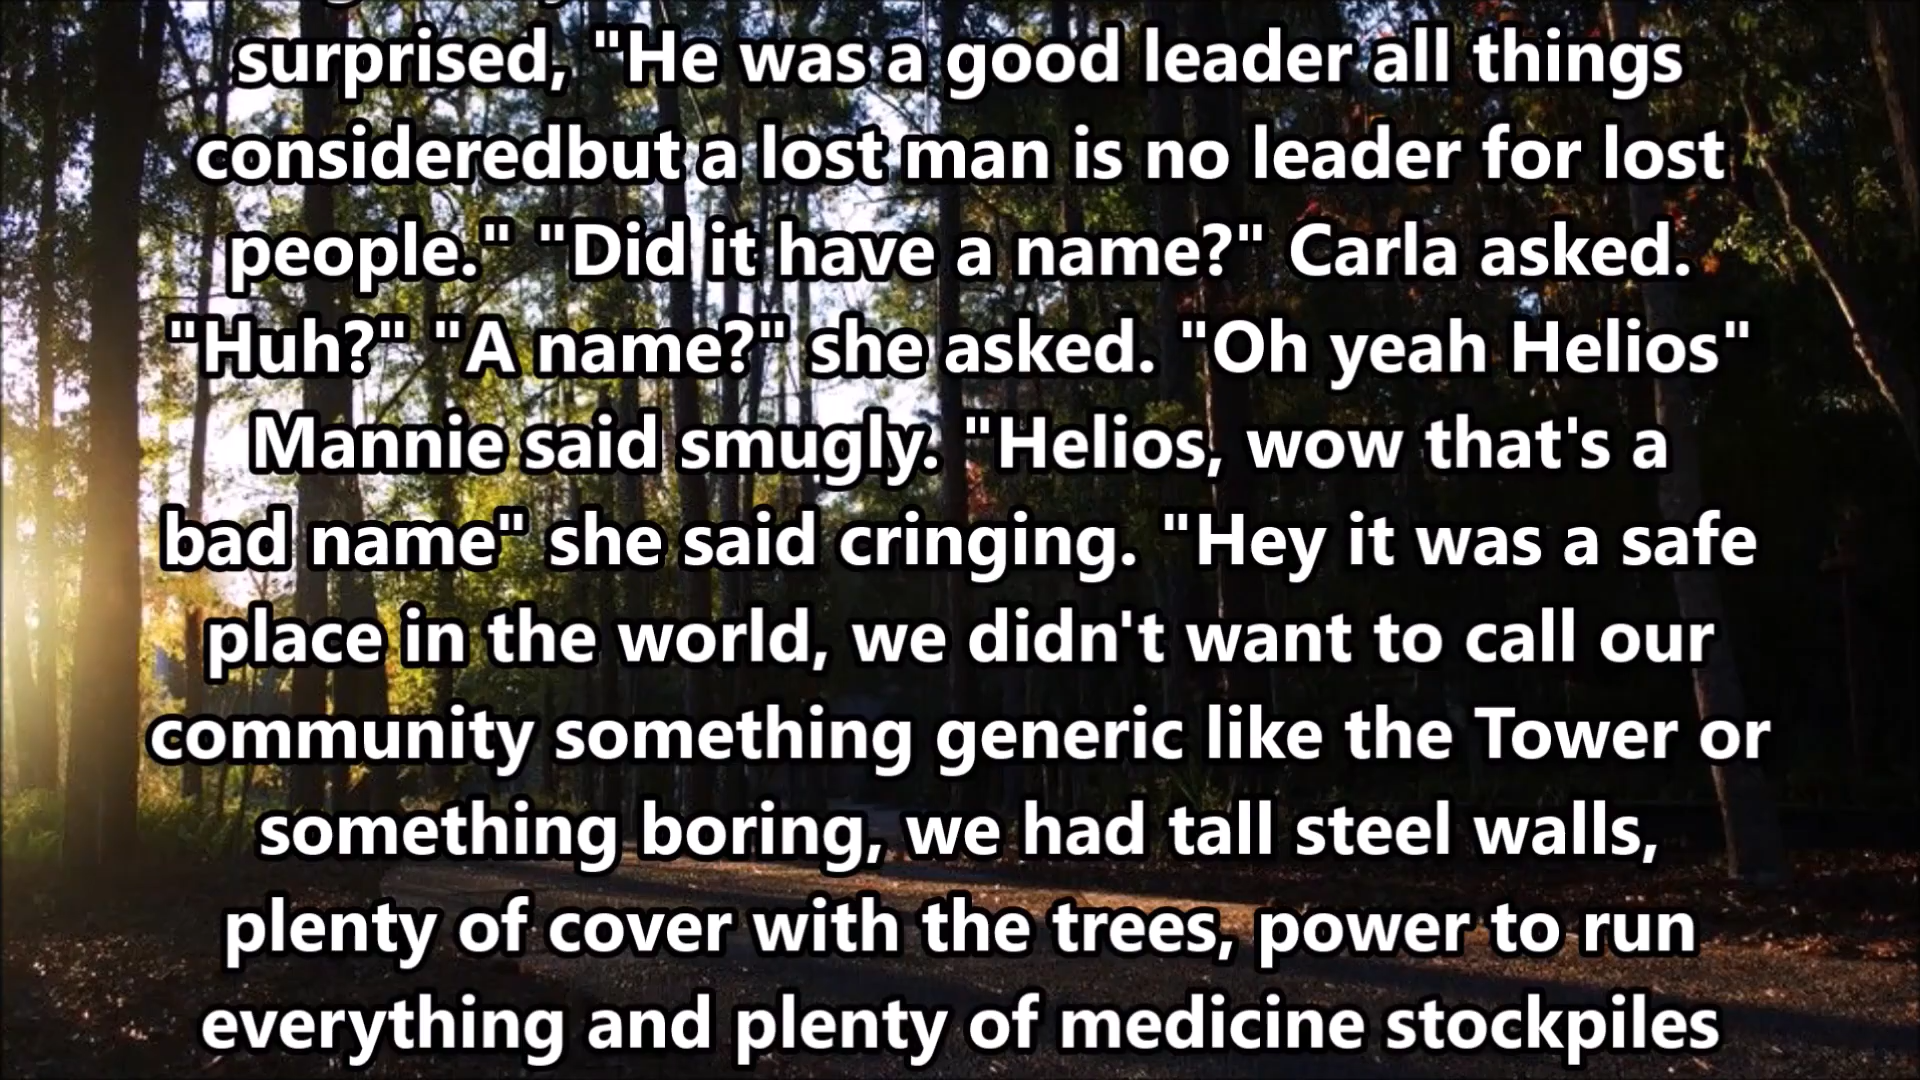 surprised, "He was a good leader all things
consideredbut a lost man is no leader for lost
people." "Did it have a name?" Carla asked.
"Huh?" "A name?" she asked. "Oh yeah Helios"
Mannie said smugly. "Helios, wow that's a
bad name" she said cringing. "Hey it was a safe
place in the world, we didn't want to call our
community something generic like the Tower or
something boring, we had tall steel walls,
plenty of cover with the trees, power to run
everything and plenty of medicine stockpiles